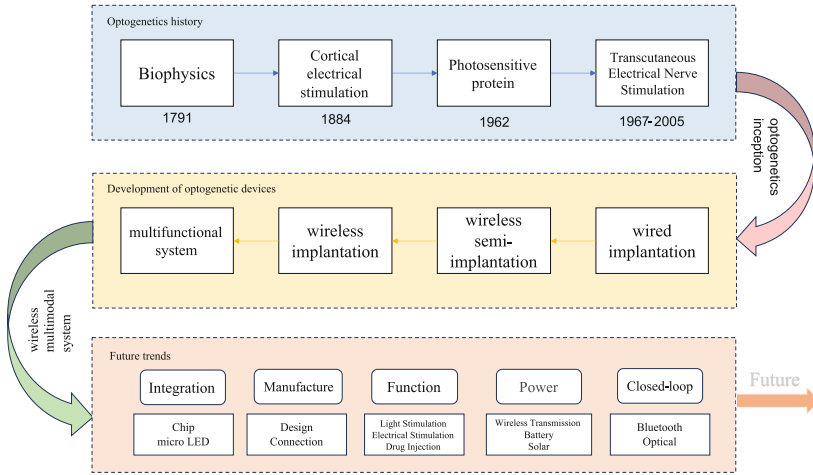 Optogenetics history
Biophysics
Cortical
electrical
stimulation
Photosensitive
protein
Transcutaneous
Electrical Nerve
Stimulation
1791
1884
1962
1967-2005
optogenetics
inception
Development of optogenetic devices
multifunctional
system
wireless
implantation
wireless
semi-
implantation
wired
implantation
wireless
multimodal
system
Future trends
Integration
Manufacture
Function
Power
Closed-loop
Chip
micro LED
Design
Connection
Light Stimulation
Electrical Stimulation
Drug Injection
Wireless Transmission
Battery
Solar
Bluetooth
Optical
Future